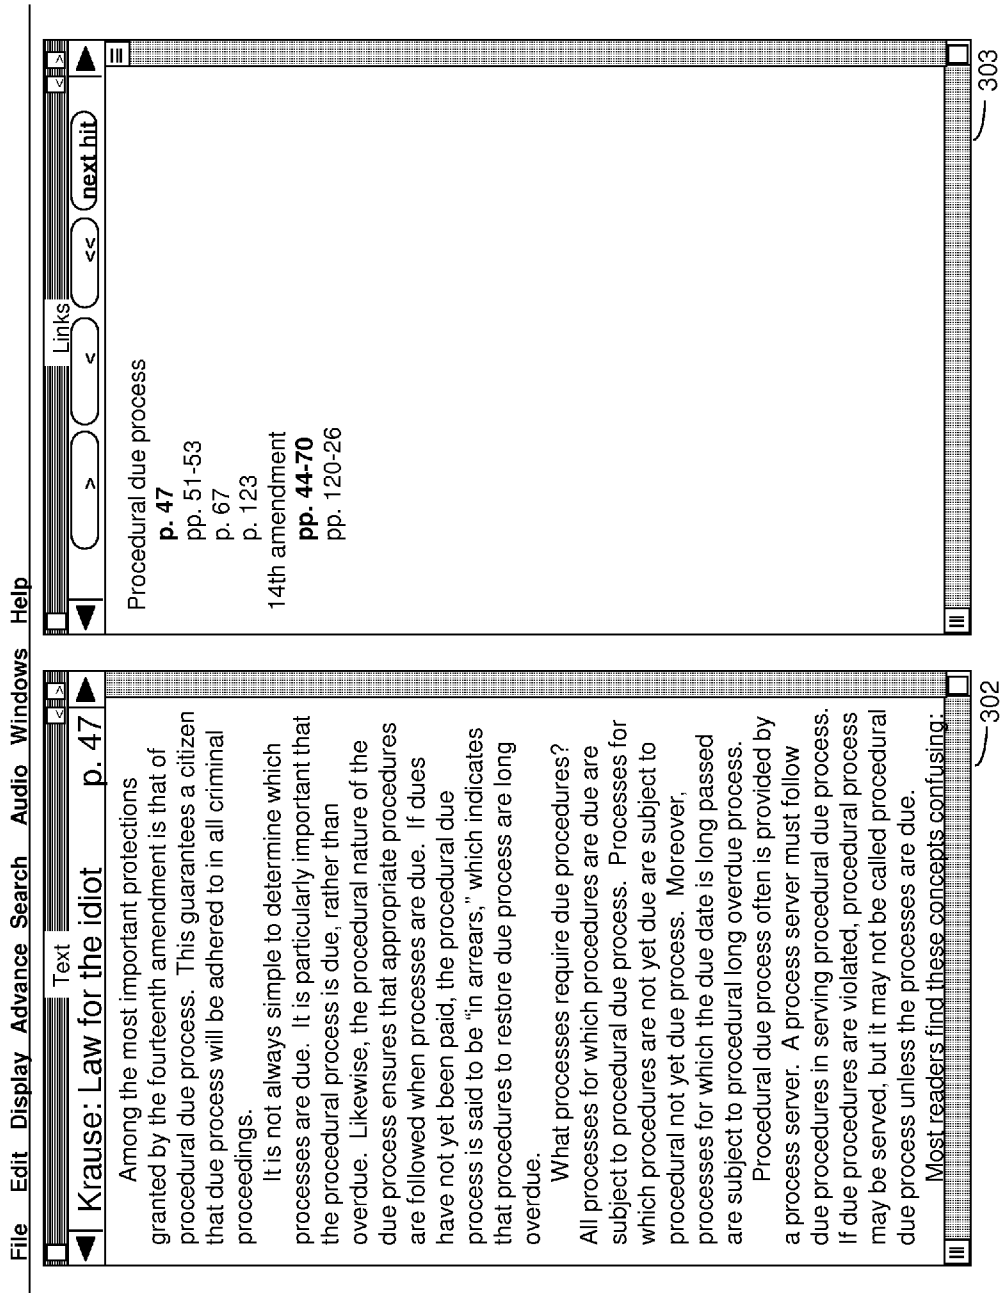 File Edit Display Advance Search Audio Windows Help
Text
< >
Krause: Law for the idiot p. 47
Among the most important protections
granted by the fourteenth amendment is that of
procedural due process. This guarantees a citizen
that due process will be adhered to in all criminal
proceedings.
It is not always simple to determine which
processes are due. It is particularly important that
the procedural process is due, rather than
overdue. Likewise, the procedural nature of the
due process ensures that appropriate procedures
are followed when processes are due. If dues
have not yet been paid, the procedural due
process is said to be “in arrears,” which indicates
that procedures to restore due process are long
overdue.
What processes require due procedures?
All processes for which procedures are due are
subject to procedural due process. Processes for
which procedures are not yet due are subject to
procedural not yet due process. Moreover,
processes for which the due date is long passed
are subject to procedural long overdue process.
Procedural due process often is provided by
a process server. A process server must follow
due procedures in serving procedural due process.
If due procedures are violated, procedural process
may be served, but it may not be called procedural
due process unless the processes are due.
Most readers find these concepts confusing:
302
Links
< >
> < << next hit
Procedural due process
p. 47
pp. 51-53
p. 67
p. 123
14th amendment
pp. 44-70
pp. 120-26
303